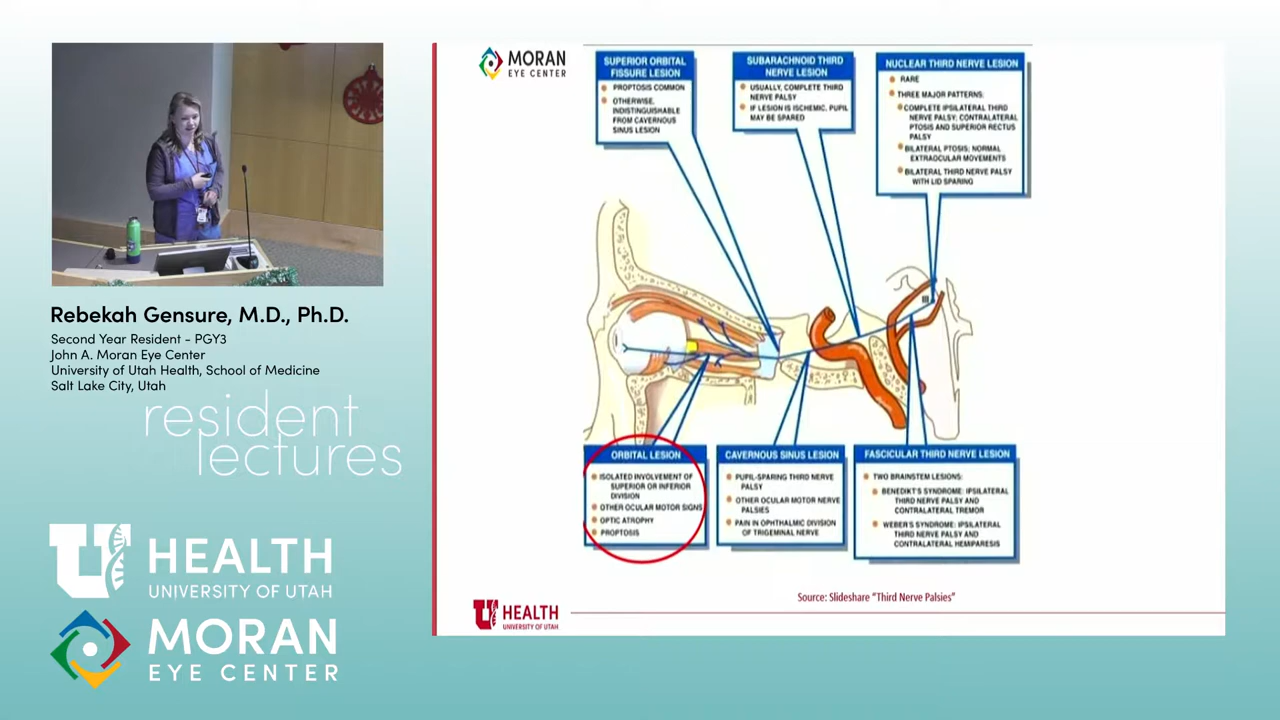 Rebekah Gensure, M.D., Ph.D.
Second Year Resident - PGY3
John A. Moran Eye Center
University of Utah Health, School of Medicine
Salt Lake City, Utah
resident
lectures
U HEALTH
UNIVERSITY OF UTAH
MORAN
EYE CENTER
MORAN
EYE CENTER
SUPERIOR ORBITAL
FISSURE LESION
PROPTOSIS COMMON
OTHERWISE,
INDISTINGUISHABLE
FROM CAVERNOUS
SINUS LESION
SUBARACHNOID THIRD
NERVE LESION
USUALLY, COMPLETE THIRD
NERVE PALSY
IF LESION IS ISCHEMIC, PUPIL
MAY BE SPARED
NUCLEAR THIRD NERVE LESION
RARE
THREE MAJOR PATTERNS:
COMPLETE IPSILATERAL THIRD
NERVE PALSY; CONTRALATERAL
PTOSIS AND SUPERIOR RECTUS
PALSY
BILATERAL PTOSIS; NORMAL
EXTRAOCULAR MOVEMENTS
BILATERAL THIRD NERVE PALSY
WITH LID SPARING
III
ORBITAL LESION
ISOLATED INVOLVEMENT OF
SUPERIOR OR INFERIOR
DIVISION
OTHER OCULAR MOTOR SIGNS
OPTIC ATROPHY
PROPTOSIS
CAVERNOUS SINUS LESION
PUPIL-SPARING THIRD NERVE
PALSY
OTHER OCULAR MOTOR NERVE
PALSIES
PAIN IN OPHTHALMIC DIVISION
OF TRIGEMINAL NERVE
FASCICULAR THIRD NERVE LESION
TWO BRAINSTEM LESIONS:
BENEDIKT'S SYNDROME: IPSILATERAL
THIRD NERVE PALSY AND
CONTRALATERAL TREMOR
WEBER'S SYNDROME: IPSILATERAL
THIRD NERVE PALSY AND
CONTRALATERAL HEMIPARESIS
Source: Slideshare "Third Nerve Palsies"
U HEALTH
UNIVERSITY OF UTAH